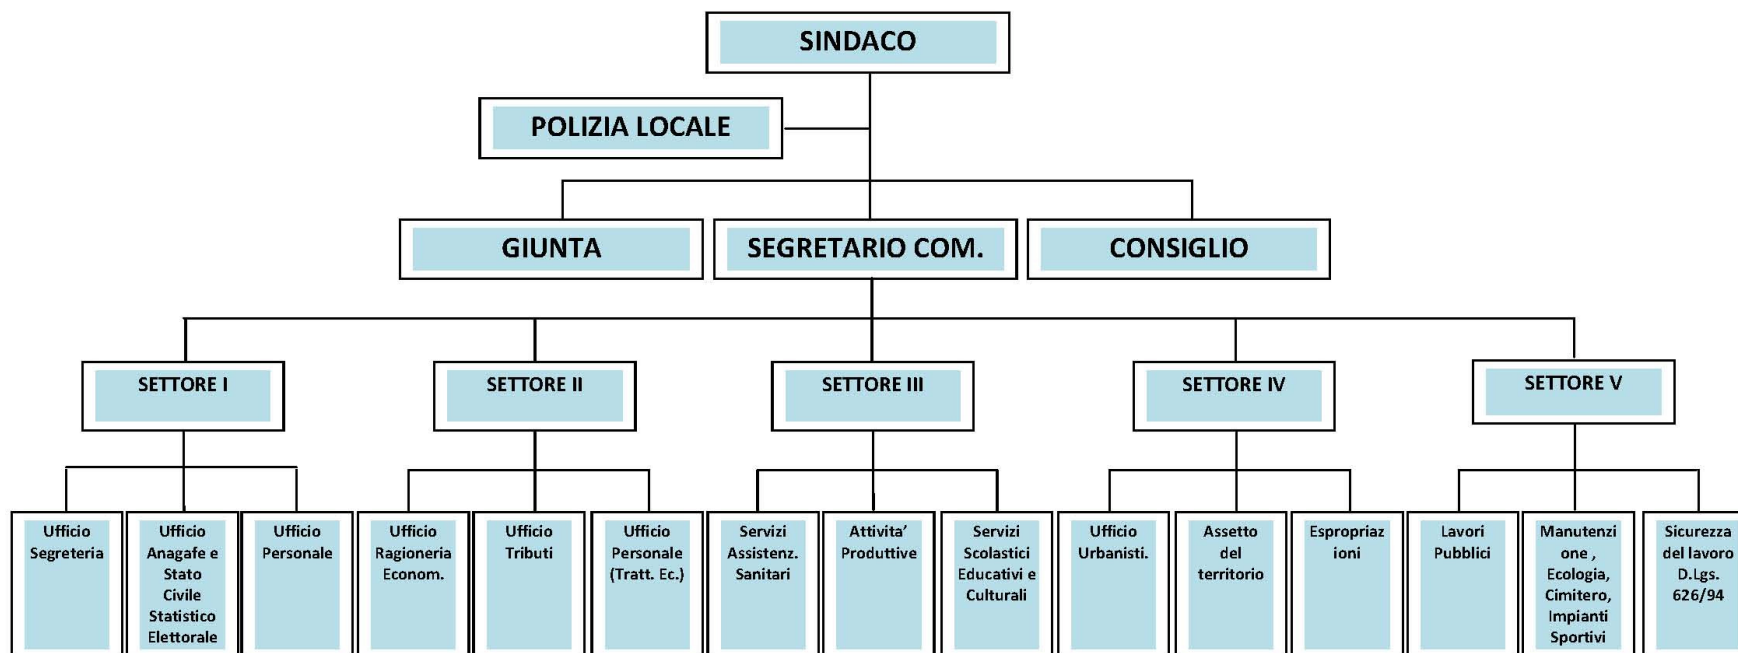 SINDACO
POLIZIA LOCALE
GIUNTA
SEGRETARIO COM.
CONSIGLIO
SETTORE I
SETTORE II
SETTORE III
SETTORE IV
SETTORE V
Ufficio
Segreteria
Ufficio
Anagafe e
Stato
Civile
Statistico
Elettorale
Ufficio
Personale
Ufficio
Ragioneria
Econom.
Ufficio
Tributi
Ufficio
Personale
(Tratt. Ec.)
Servizi
Assistenz.
Sanitari
Attivita’
Produttive
Servizi
Scolastici
Educativi e
Culturali
Ufficio
Urbanisti.
Assetto
del
territorio
Espropriaz
ioni
Lavori
Pubblici
Manutenzi
one ,
Ecologia,
Cimitero,
Impianti
Sportivi
Sicurezza
del lavoro
D.Lgs.
626/94